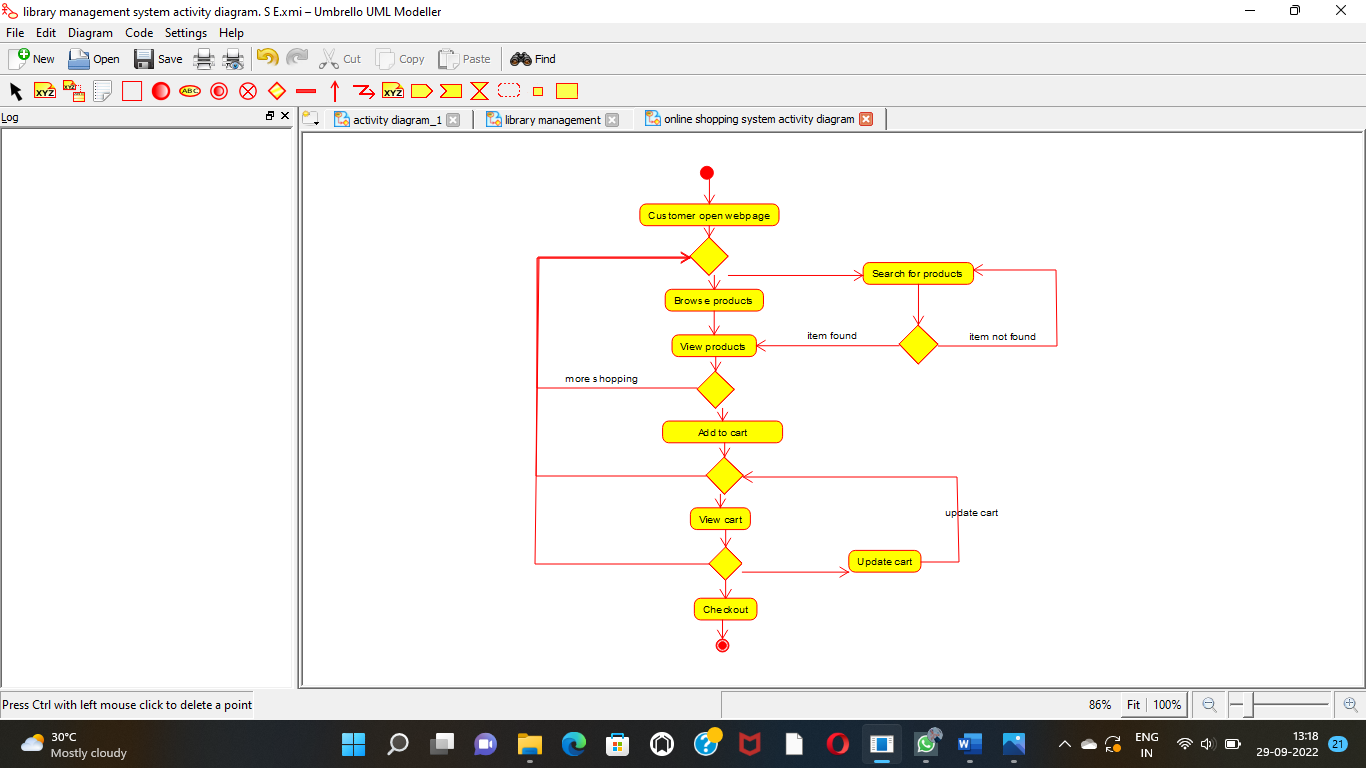 library management system activity diagram. S E.xmi – Umbrello UML Modeller
File Edit Diagram Code Settings Help
New Open Save Cut Copy Paste Find
XYZ XYZ ABC XYZ
Log
activity diagram_1 library management online shopping system activity diagram
Customer open webpage
Search for products
Browse products
item found
item not found
View products
more shopping
Add to cart
View cart
update cart
Update cart
Checkout
Press Ctrl with left mouse click to delete a point
86% Fit 100%
30°C
Mostly cloudy
ENG
IN
13:18
29-09-2022
21